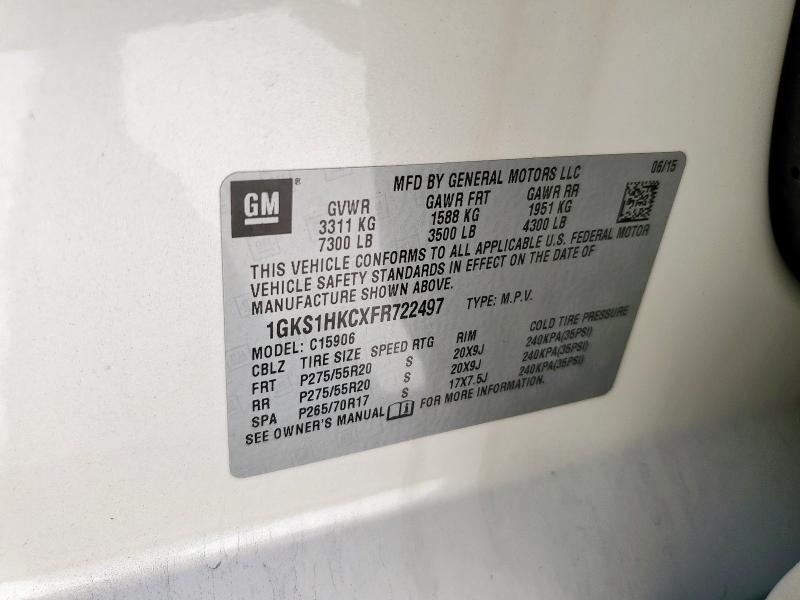 GM®
MFD BY GENERAL MOTORS LLC 06/15
GVWR GAWR FRT GAWR RR
3311 KG 1588 KG 1951 KG
7300 LB 3500 LB 4300 LB
THIS VEHICLE CONFORMS TO ALL APPLICABLE U.S. FEDERAL MOTOR
VEHICLE SAFETY STANDARDS IN EFFECT ON THE DATE OF
MANUFACTURE SHOWN ABOVE.
1GKS1HKCXFR722497 TYPE: M.P.V.
MODEL: C15906
CBLZ TIRE SIZE SPEED RTG RIM COLD TIRE PRESSURE
FRT P275/55R20 S 20X9J 240KPA(35PSI)
RR P275/55R20 S 20X9J 240KPA(35PSI)
SPA P265/70R17 S 17X7.5J 240KPA(35PSI)
SEE OWNER'S MANUAL FOR MORE INFORMATION.